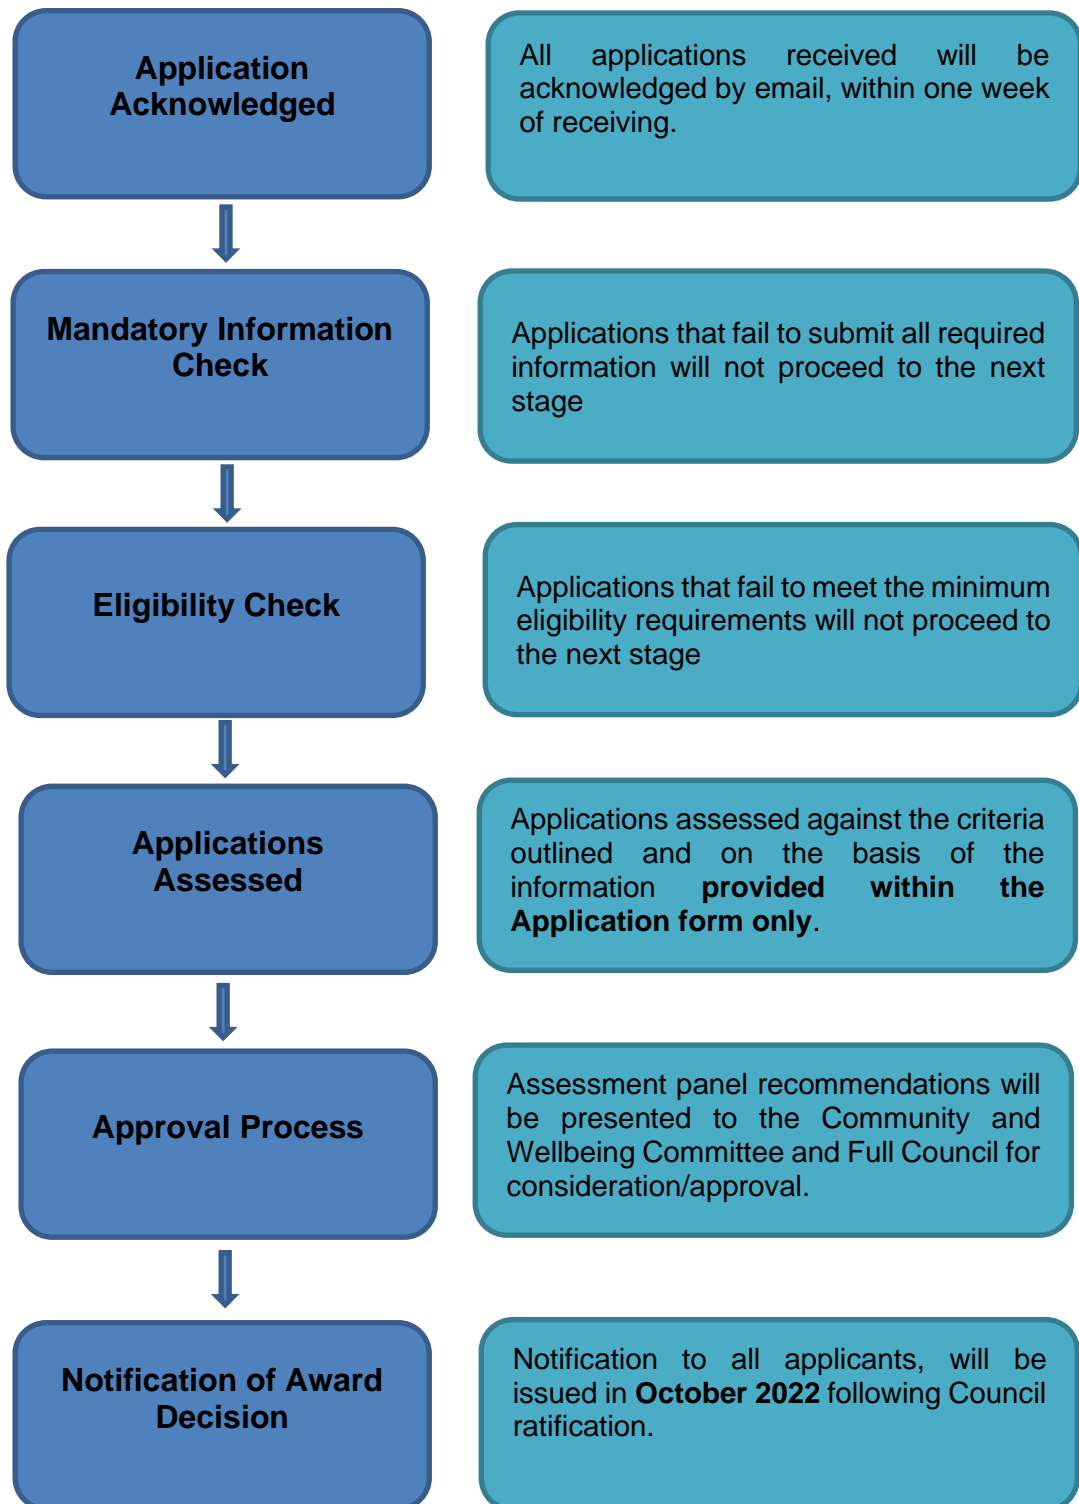 Application
Acknowledged
All applications received will be
acknowledged by email, within one week
of receiving.
Mandatory Information
Check
Applications that fail to submit all required
information will not proceed to the next
stage
Eligibility Check
Applications that fail to meet the minimum
eligibility requirements will not proceed to
the next stage
Applications
Assessed
Applications assessed against the criteria
outlined and on the basis of the
information provided within the
Application form only.
Approval Process
Assessment panel recommendations will
be presented to the Community and
Wellbeing Committee and Full Council for
consideration/approval.
Notification of Award
Decision
Notification to all applicants, will be
issued in October 2022 following Council
ratification.